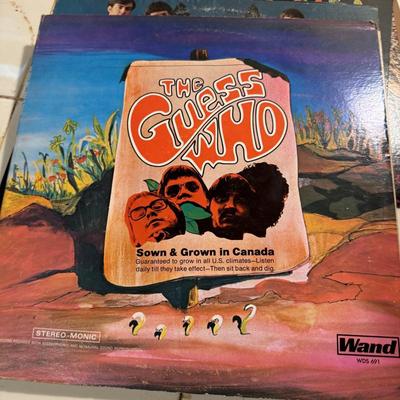 THE
GUESS
WHO
Sown & Grown in Canada
Guaranteed to grow in all U.S. climates—Listen
daily till they take effect—Then sit back and dig.
STEREO-MONIC
Wand
WDS 691